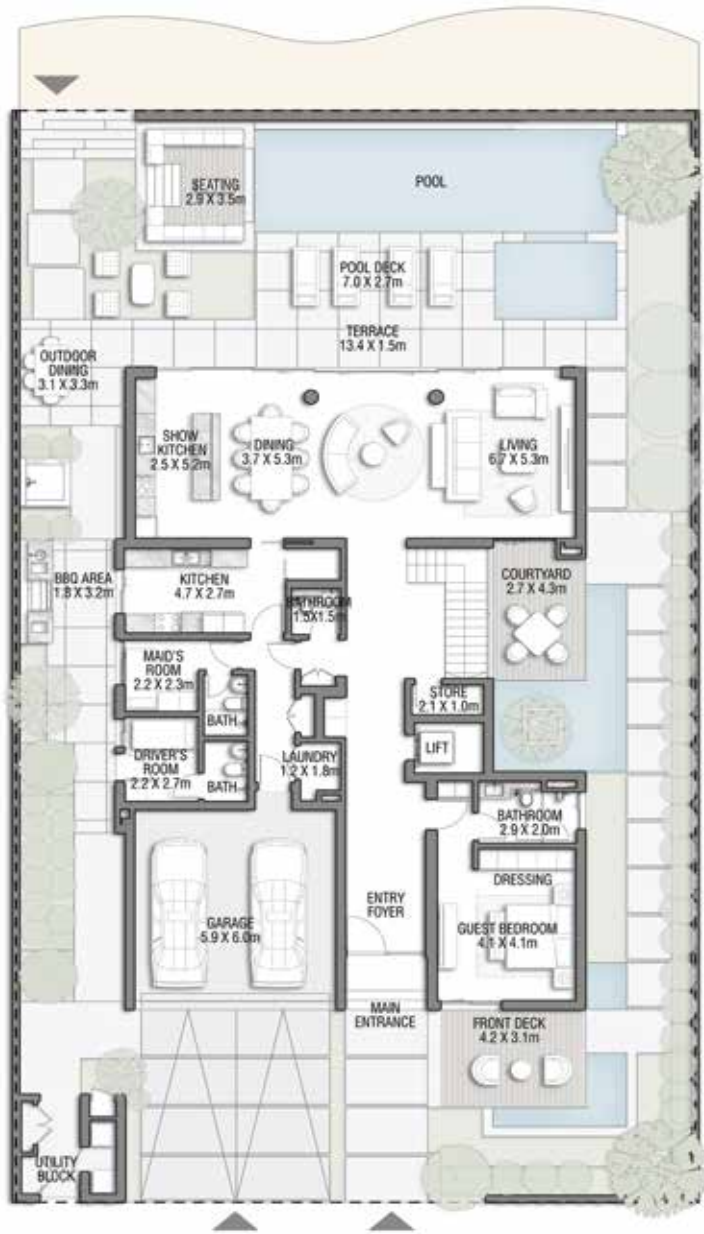 SEATING
2.9 X 3.5m
POOL
POOL DECK
7.0 X 2.7m
TERRACE
13.4 X 1.5m
OUTDOOR
DINING
3.1 X 3.3m
SHOW
KITCHEN
2.5 X 5.2m
DINING
3.7 X 5.3m
LIVING
6.7 X 5.3m
BBQ AREA
1.8 X 3.2m
KITCHEN
4.7 X 2.7m
BATHROOM
1.5X1.5m
COURTYARD
2.7 X 4.3m
MAID'S
ROOM
2.2 X 2.3m
BATH
STORE
2.1 X 1.0m
LIFT
DRIVER'S
ROOM
2.2 X 2.7m
BATH
LAUNDRY
1.2 X 1.8m
BATHROOM
2.9 X 2.0m
DRESSING
ENTRY
FOYER
GARAGE
5.9 X 6.0m
GUEST BEDROOM
4.1 X 4.1m
MAIN
ENTRANCE
FRONT DECK
4.2 X 3.1m
UTILITY
BLOCK